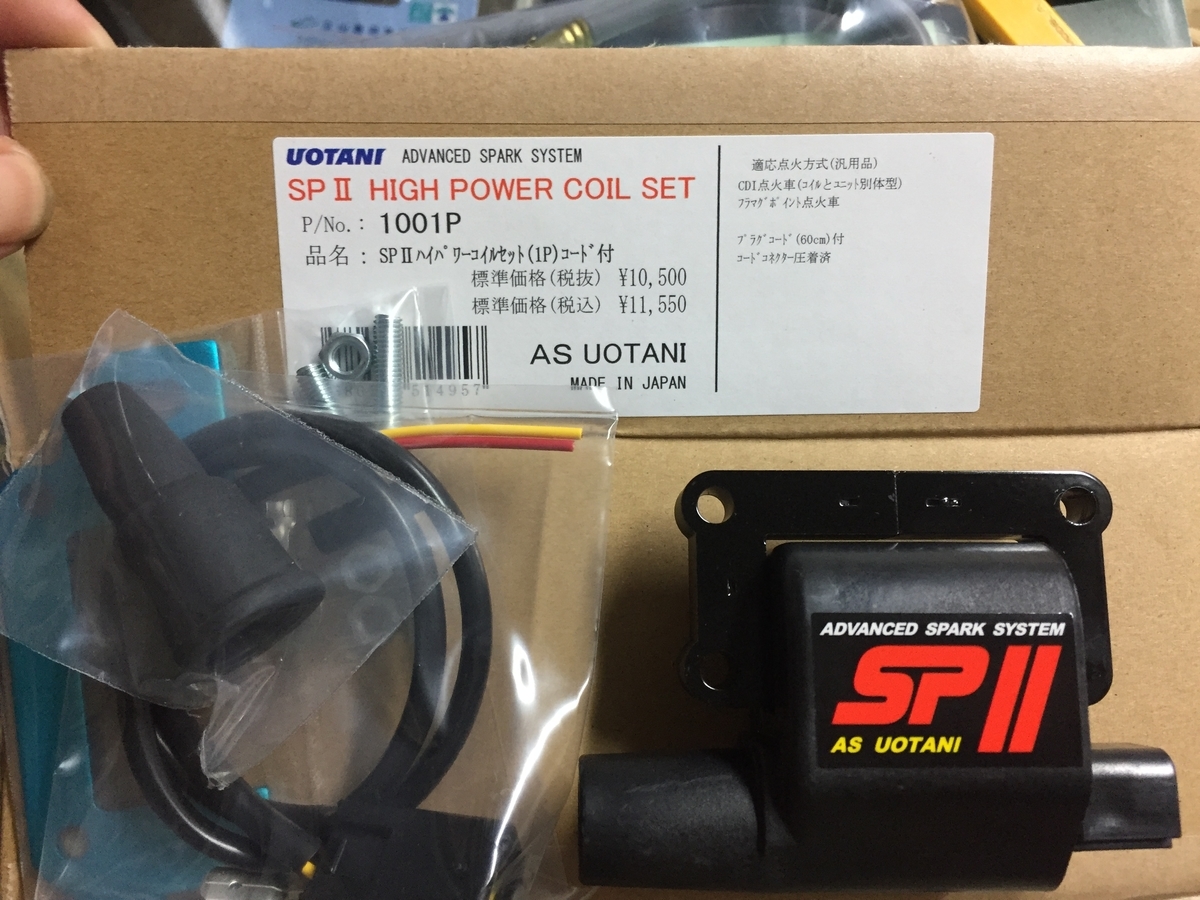 UOTANI ADVANCED SPARK SYSTEM
SPⅡ HIGH POWER COIL SET
P/No.: 1001P
品名 : SPⅡﾊｲﾊﾟﾜｰｺｲﾙｾｯﾄ(1P)ｺｰﾄﾞ付
標準価格(税抜) ¥10,500
標準価格(税込) ¥11,550
514957
AS UOTANI
MADE IN JAPAN
適応点火方式(汎用品)
CDI点火車(ｺｲﾙとﾕﾆｯﾄ別体型)
ﾌﾗﾏｸﾞﾎﾟｲﾝﾄ点火車
ﾌﾟﾗｸﾞｺｰﾄﾞ(60cm)付
ｺｰﾄﾞｺﾈｸﾀｰ圧着済
ADVANCED SPARK SYSTEM
SPII
AS UOTANI